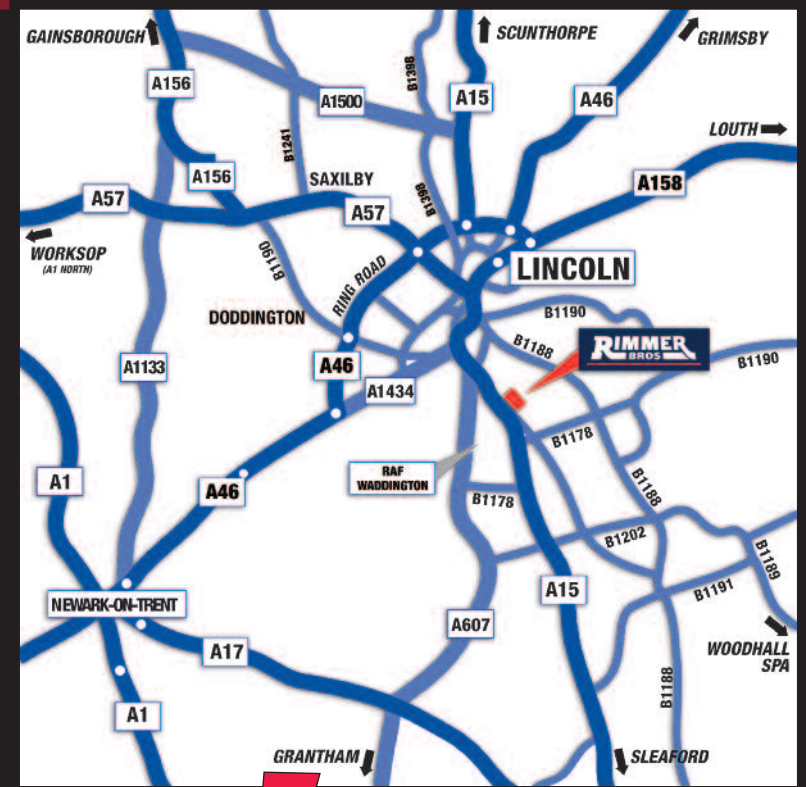 GAINSBOROUGH
SCUNTHORPE
GRIMSBY
B1398
A156
A1500
A15
A46
LOUTH
B1241
A156
SAXILBY
A158
A57
A57
B1398
WORKSOP
(A1 NORTH)
B1190
RING ROAD
LINCOLN
DODDINGTON
B1190
B1188
RIMMER
BROS
B1190
A1133
A46
A1434
B1178
RAF
WADDINGTON
A1
A46
B1178
B1188
B1202
B1189
NEWARK-ON-TRENT
A15
B1191
A607
A17
WOODHALL
SPA
B1188
A1
GRANTHAM
SLEAFORD